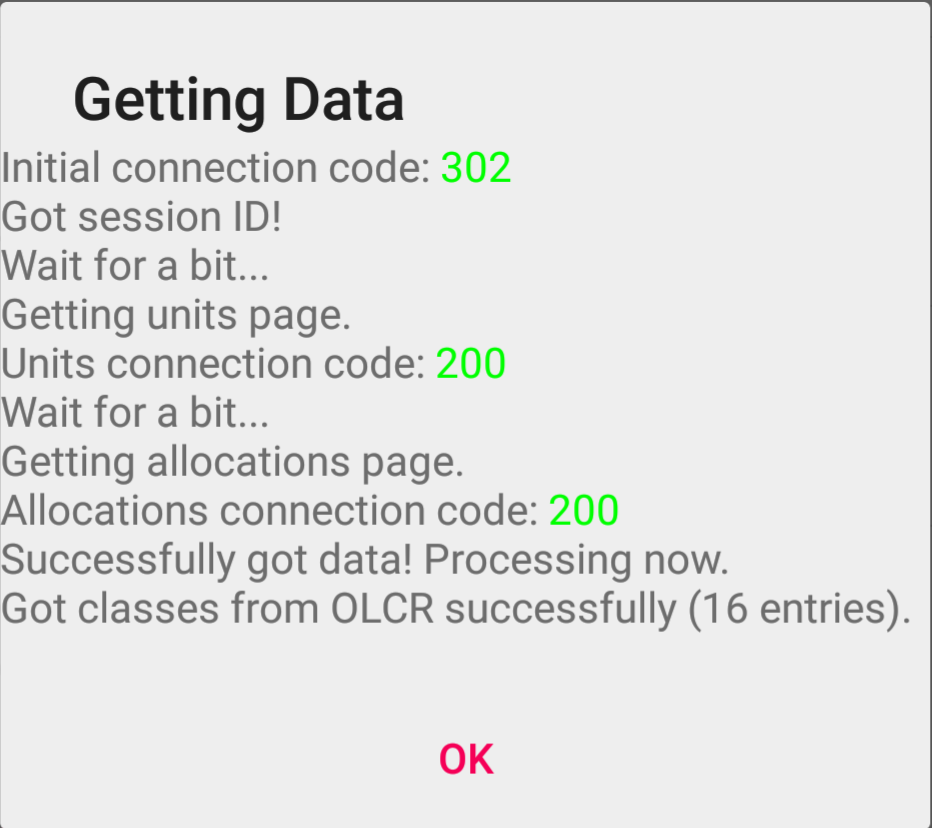 Getting Data
Initial connection code: 302
Got session ID!
Wait for a bit...
Getting units page.
Units connection code: 200
Wait for a bit...
Getting allocations page.
Allocations connection code: 200
Successfully got data! Processing now.
Got classes from OLCR successfully (16 entries).
OK